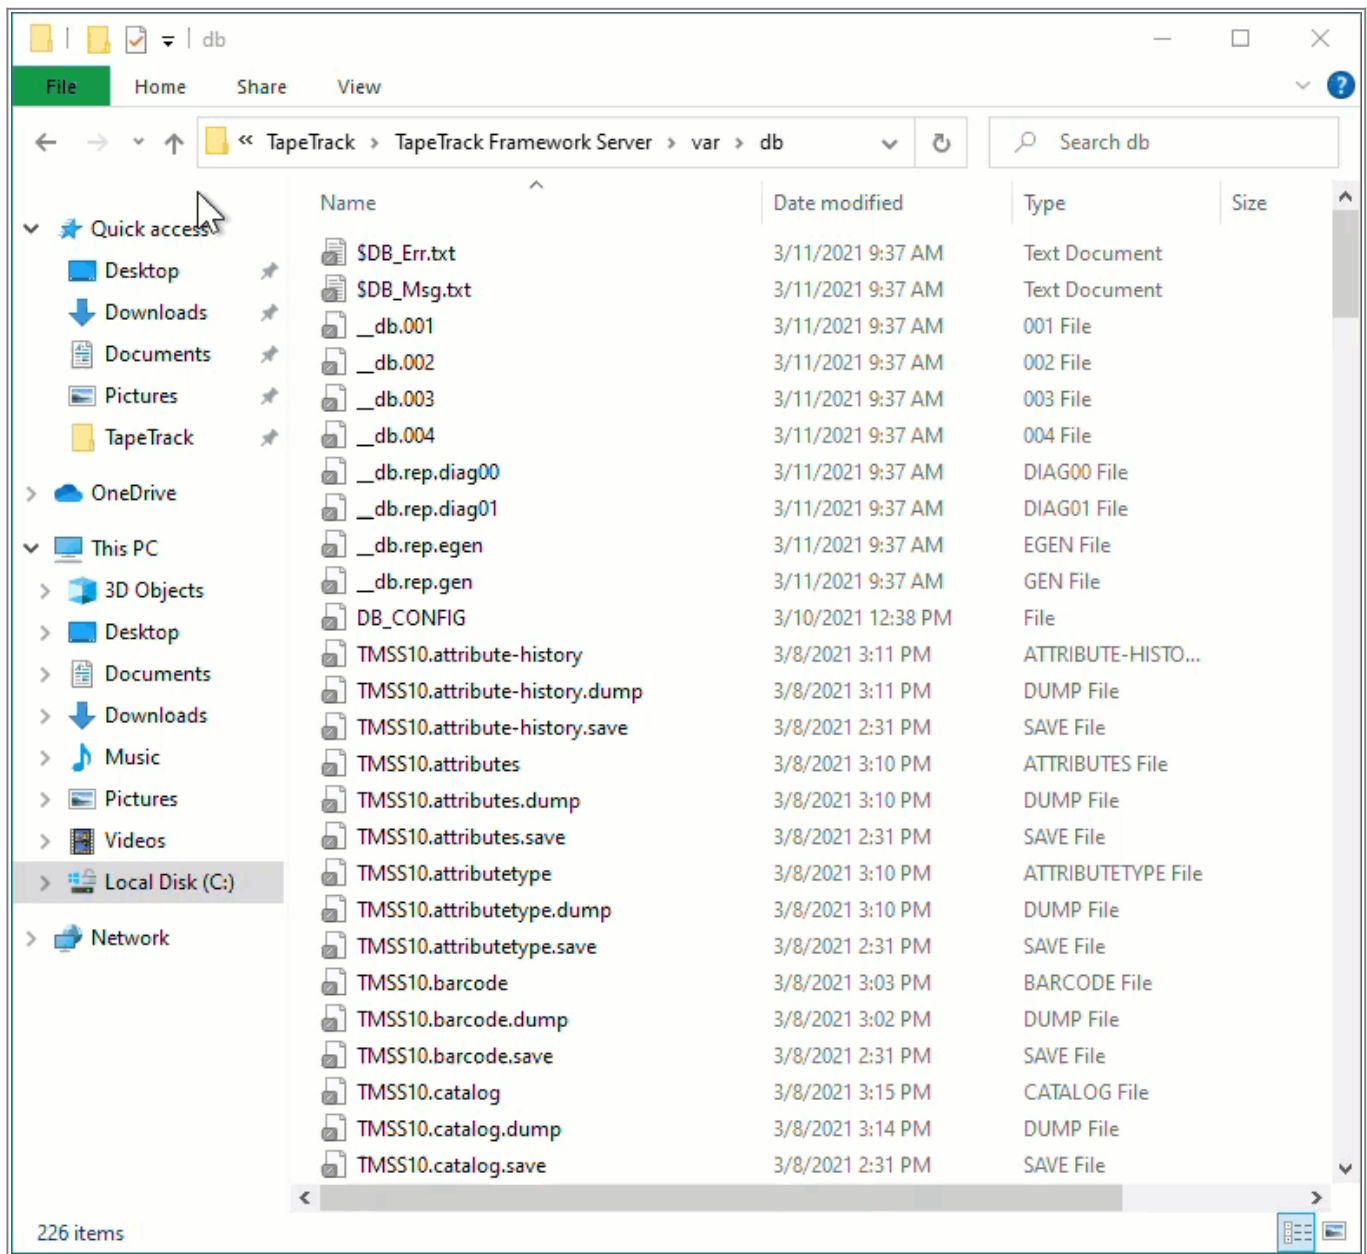 db
File Home Share View
« TapeTrack > TapeTrack Framework Server > var > db
Search db
Name Date modified Type Size
Quick access
Desktop
Downloads
Documents
Pictures
TapeTrack
OneDrive
This PC
3D Objects
Desktop
Documents
Downloads
Music
Pictures
Videos
Local Disk (C:)
Network
$DB_Err.txt 3/11/2021 9:37 AM Text Document
$DB_Msg.txt 3/11/2021 9:37 AM Text Document
__db.001 3/11/2021 9:37 AM 001 File
__db.002 3/11/2021 9:37 AM 002 File
__db.003 3/11/2021 9:37 AM 003 File
__db.004 3/11/2021 9:37 AM 004 File
__db.rep.diag00 3/11/2021 9:37 AM DIAG00 File
__db.rep.diag01 3/11/2021 9:37 AM DIAG01 File
__db.rep.egen 3/11/2021 9:37 AM EGEN File
__db.rep.gen 3/11/2021 9:37 AM GEN File
DB_CONFIG 3/10/2021 12:38 PM File
TMSS10.attribute-history 3/8/2021 3:11 PM ATTRIBUTE-HISTO...
TMSS10.attribute-history.dump 3/8/2021 3:11 PM DUMP File
TMSS10.attribute-history.save 3/8/2021 2:31 PM SAVE File
TMSS10.attributes 3/8/2021 3:10 PM ATTRIBUTES File
TMSS10.attributes.dump 3/8/2021 3:10 PM DUMP File
TMSS10.attributes.save 3/8/2021 2:31 PM SAVE File
TMSS10.attributetype 3/8/2021 3:10 PM ATTRIBUTETYPE File
TMSS10.attributetype.dump 3/8/2021 3:10 PM DUMP File
TMSS10.attributetype.save 3/8/2021 2:31 PM SAVE File
TMSS10.barcode 3/8/2021 3:03 PM BARCODE File
TMSS10.barcode.dump 3/8/2021 3:02 PM DUMP File
TMSS10.barcode.save 3/8/2021 2:31 PM SAVE File
TMSS10.catalog 3/8/2021 3:15 PM CATALOG File
TMSS10.catalog.dump 3/8/2021 3:14 PM DUMP File
TMSS10.catalog.save 3/8/2021 2:31 PM SAVE File
226 items